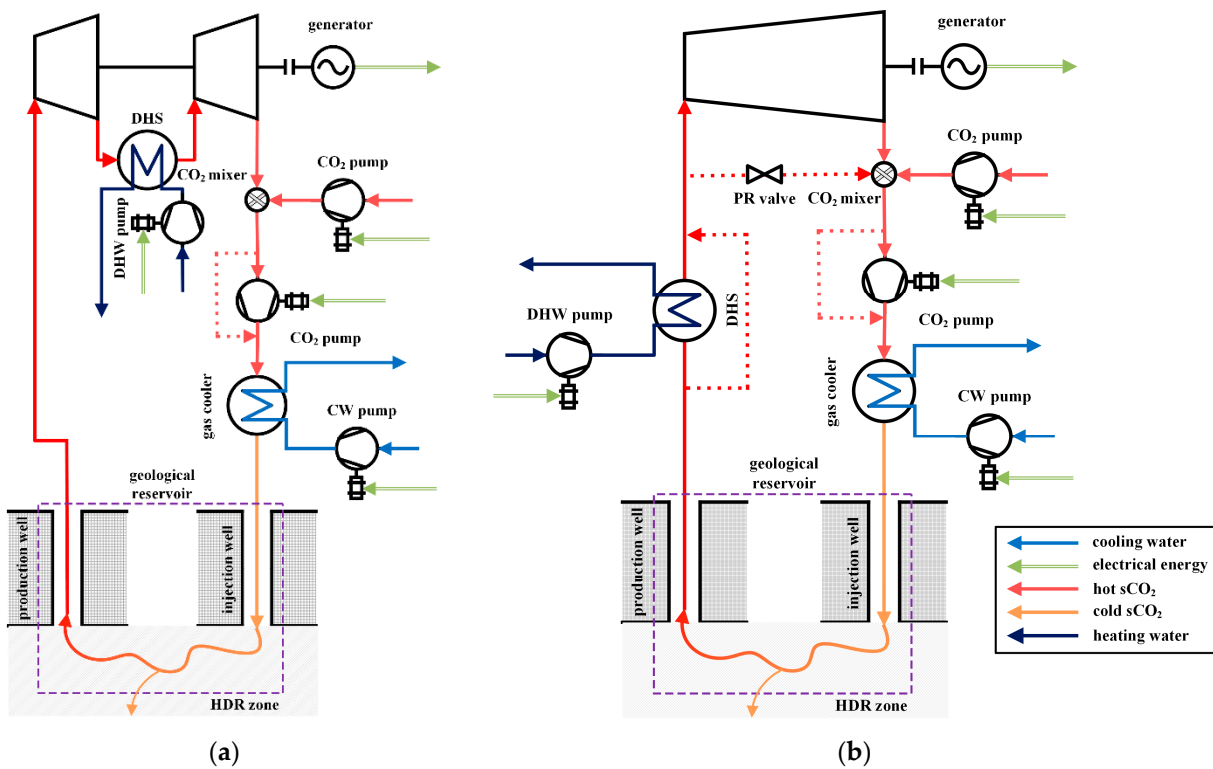 generator
DHS
CO₂ mixer
CO₂ pump
DHW pump
CO₂ pump
gas cooler
CW pump
geological
reservoir
production well
injection well
HDR zone
(a)
generator
CO₂ pump
PR valve
CO₂ mixer
DHW pump
DHS
CO₂ pump
gas cooler
CW pump
geological
reservoir
production well
injection well
HDR zone
(b)
cooling water
electrical energy
hot sCO₂
cold sCO₂
heating water